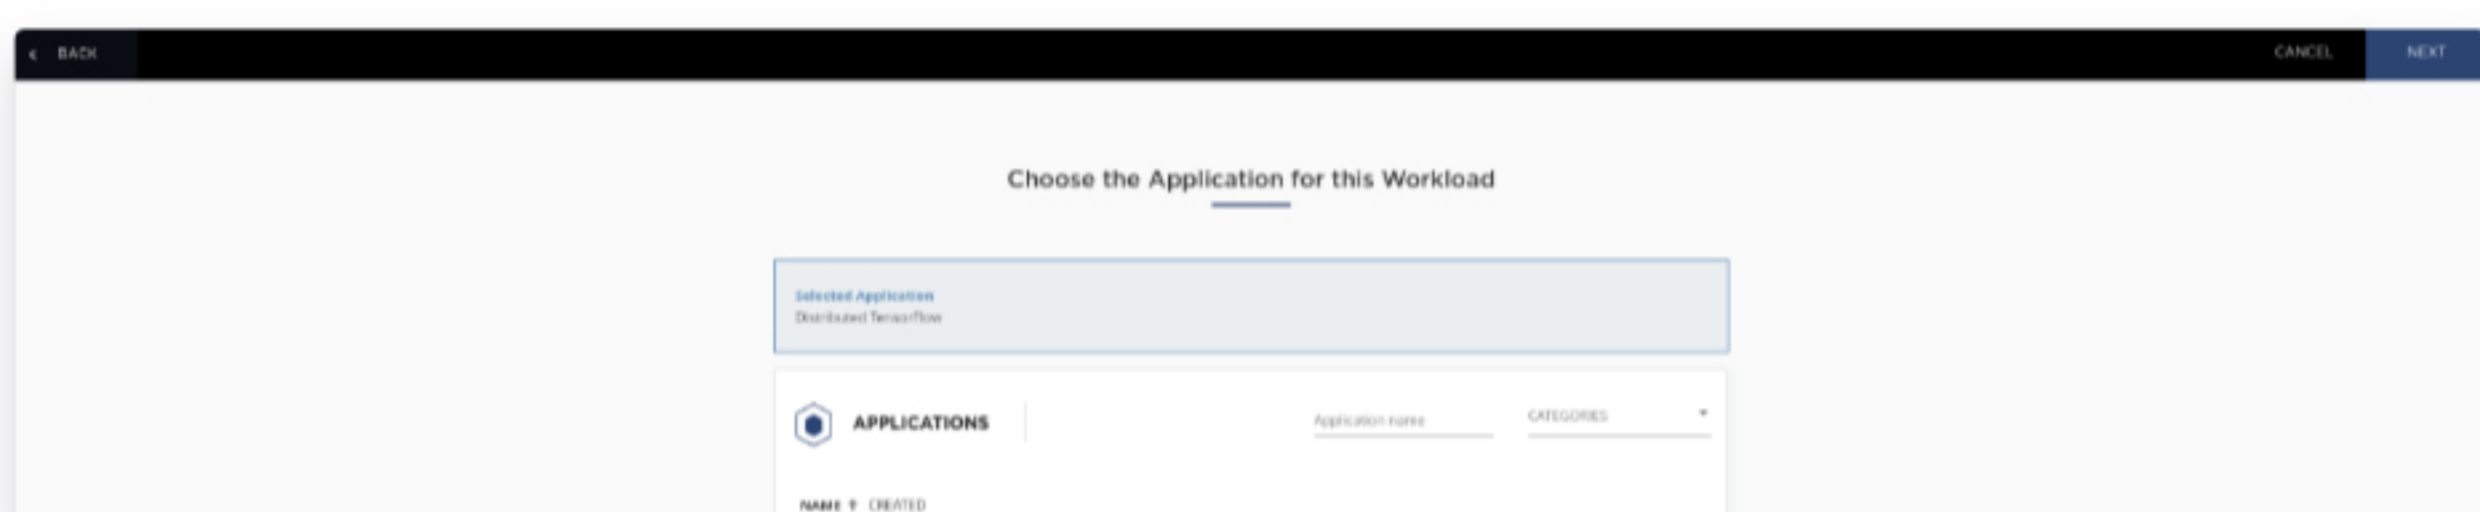 BACK
CANCEL
NEXT
Choose the Application for this Workload
Selected Application
Distributed Tensorflow
APPLICATIONS
Application name
CATEGORIES
NAME ↑ CREATED